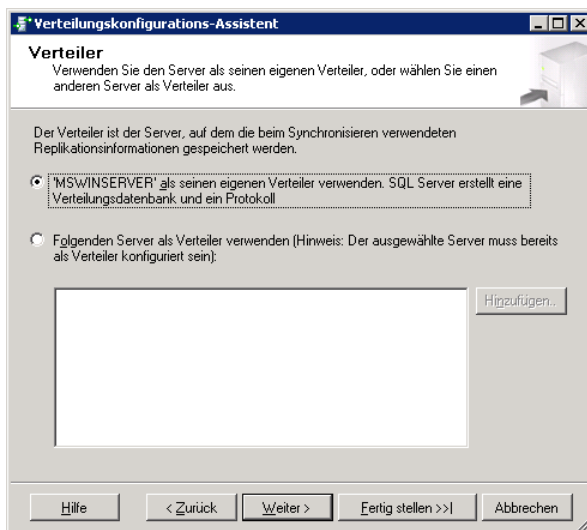 Verteilungskonfigurations-Assistent
Verteiler
Verwenden Sie den Server als seinen eigenen Verteiler, oder wählen Sie einen
anderen Server als Verteiler aus.
Der Verteiler ist der Server, auf dem die beim Synchronisieren verwendeten
Replikationsinformationen gespeichert werden.
'MSWINSERVER' als seinen eigenen Verteiler verwenden. SQL Server erstellt eine
Verteilungsdatenbank und ein Protokoll
Folgenden Server als Verteiler verwenden (Hinweis: Der ausgewählte Server muss bereits
als Verteiler konfiguriert sein):
Hinzufügen..
Hilfe
< Zurück
Weiter >
Fertig stellen >>|
Abbrechen